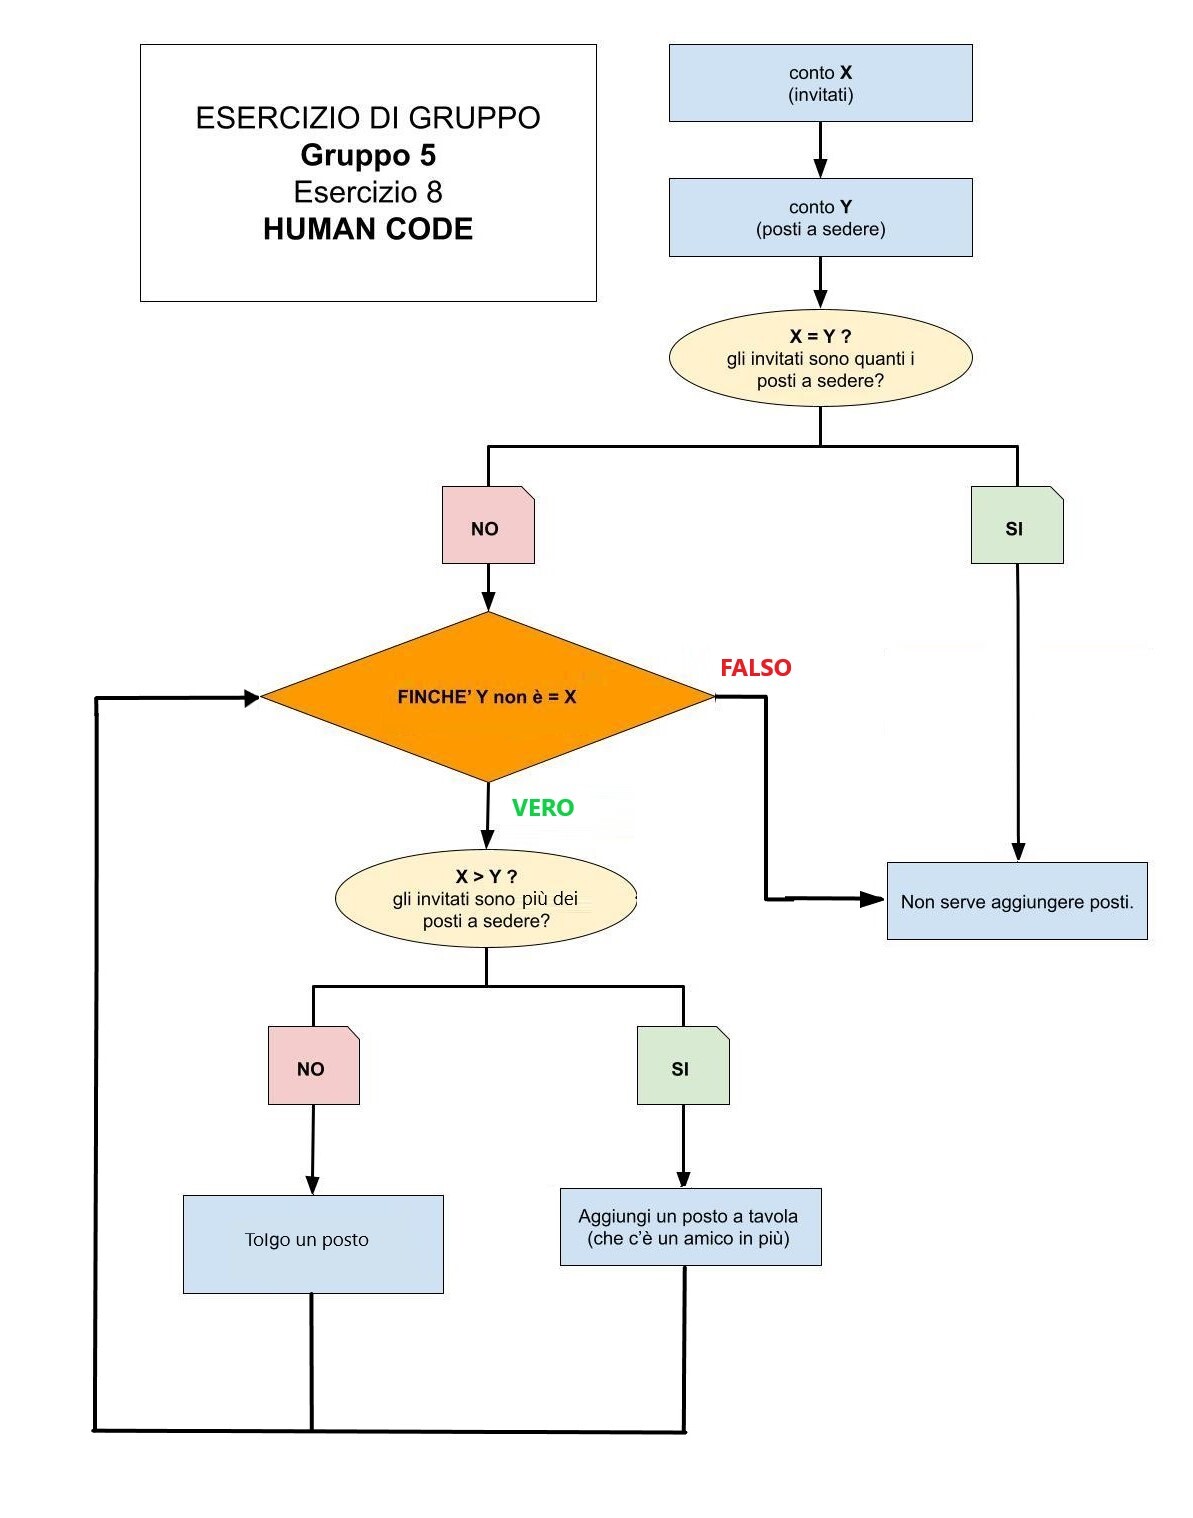 ESERCIZIO DI GRUPPO
Gruppo 5
Esercizio 8
HUMAN CODE
conto X
(invitati)
conto Y
(posti a sedere)
X = Y ?
gli invitati sono quanti i
posti a sedere?
NO
SI
FINCHE' Y non è = X
FALSO
VERO
X > Y ?
gli invitati sono più dei
posti a sedere?
Non serve aggiungere posti.
NO
SI
Tolgo un posto
Aggiungi un posto a tavola
(che c'è un amico in più)